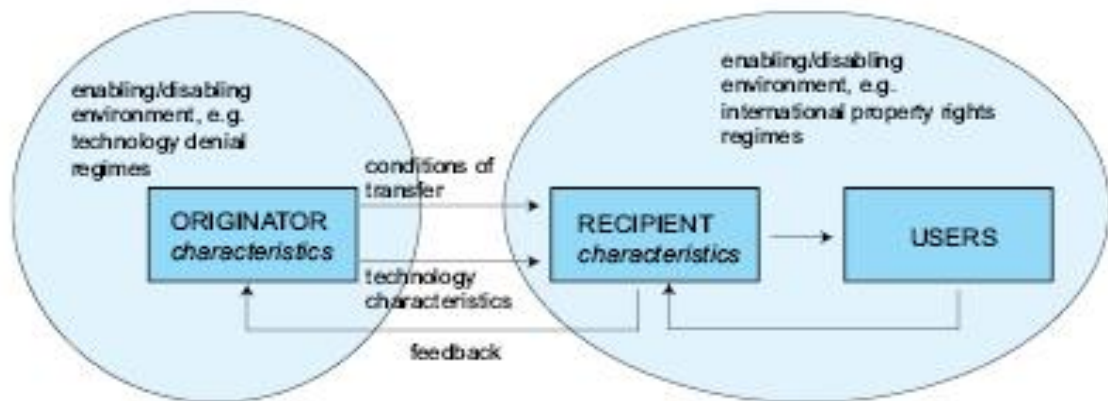 enabling/disabling
environment, e.g.
technology denial
regimes
enabling/disabling
environment, e.g.
international property rights
regimes
conditions of
transfer
ORIGINATOR
characteristics
RECIPIENT
characteristics
USERS
technology
characteristics
feedback